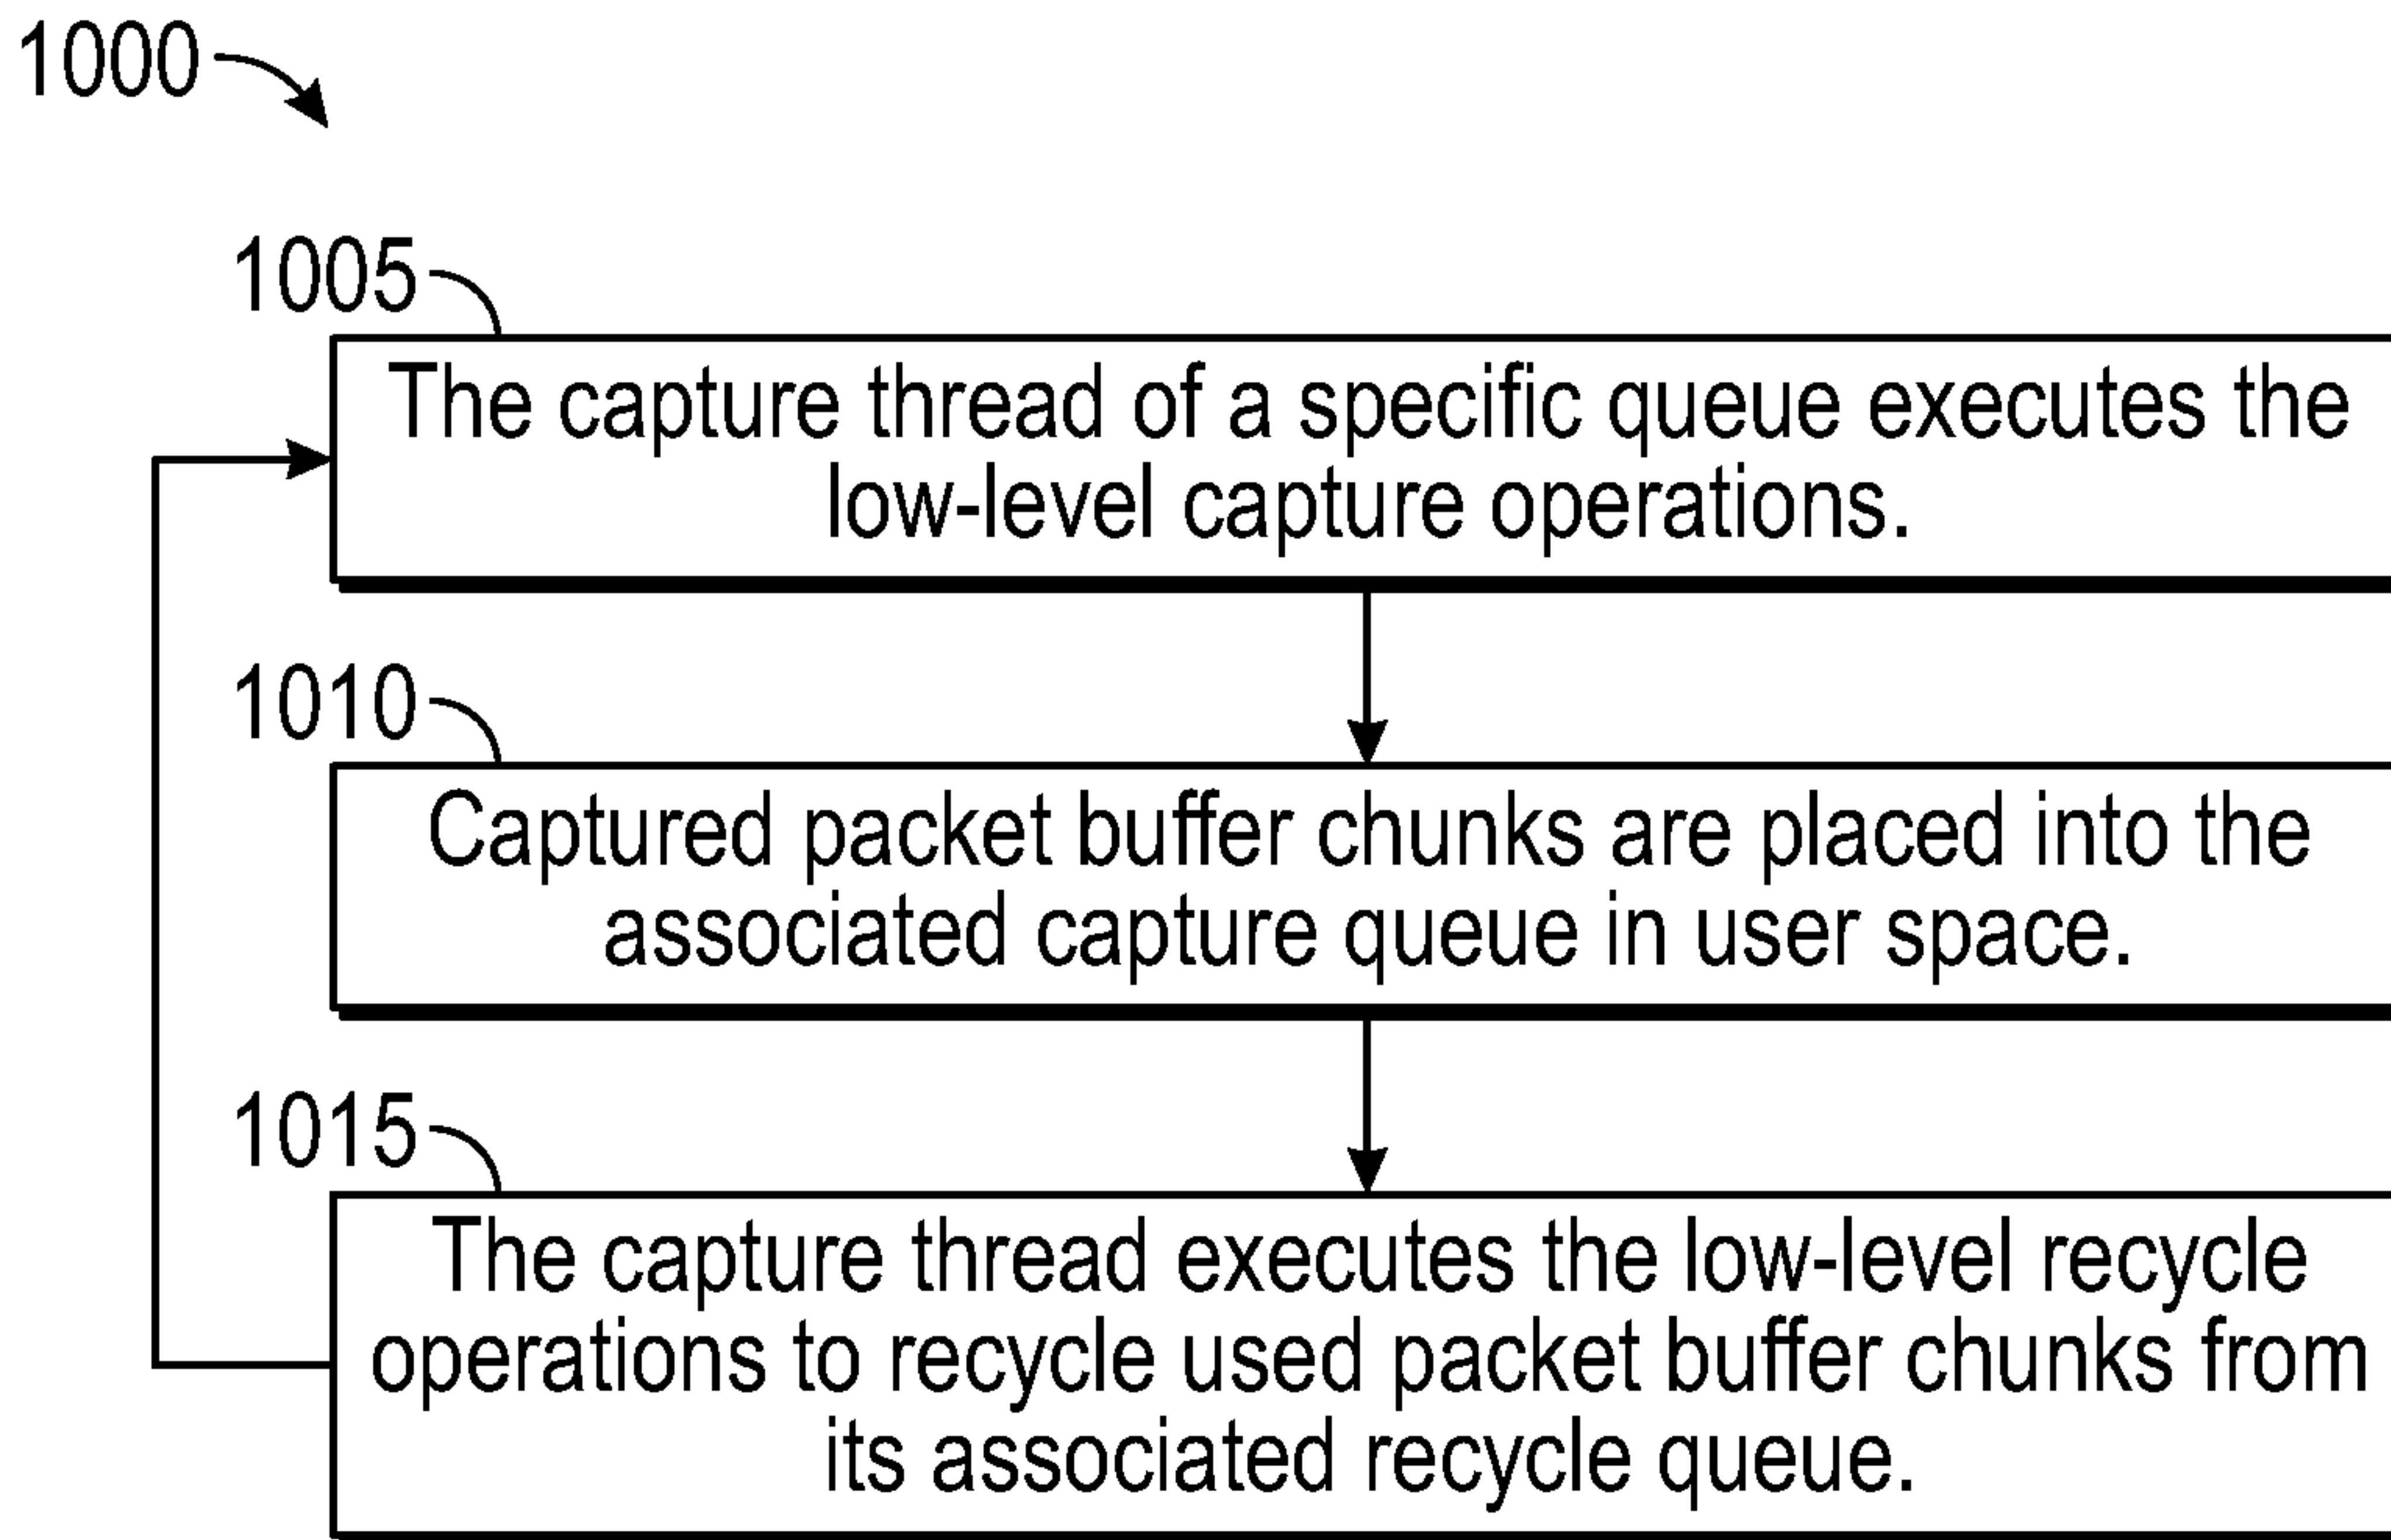 1000
1005
The capture thread of a specific queue executes the
low-level capture operations.
1010
Captured packet buffer chunks are placed into the
associated capture queue in user space.
1015
The capture thread executes the low-level recycle
operations to recycle used packet buffer chunks from
its associated recycle queue.